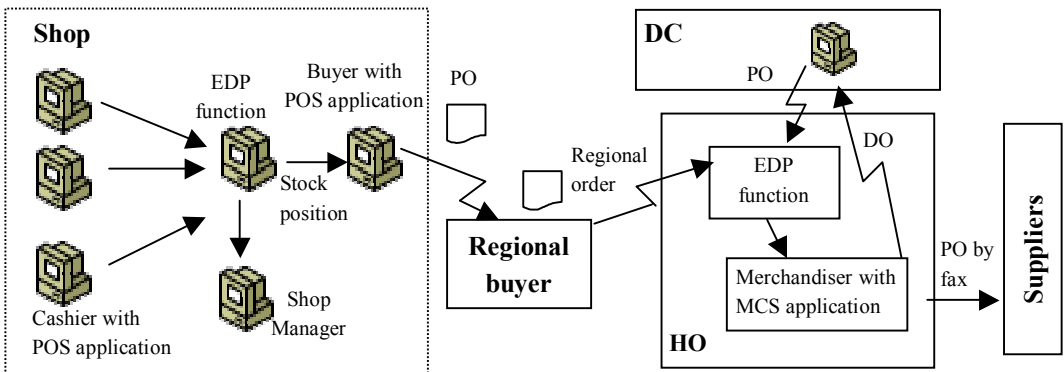 Shop
EDP
function
Buyer with
POS application
Stock
position
Shop
Manager
Cashier with
POS application
PO
Regional
order
Regional
buyer
DC
PO
DO
EDP
function
Merchandiser with
MCS application
HO
PO by
fax
Suppliers